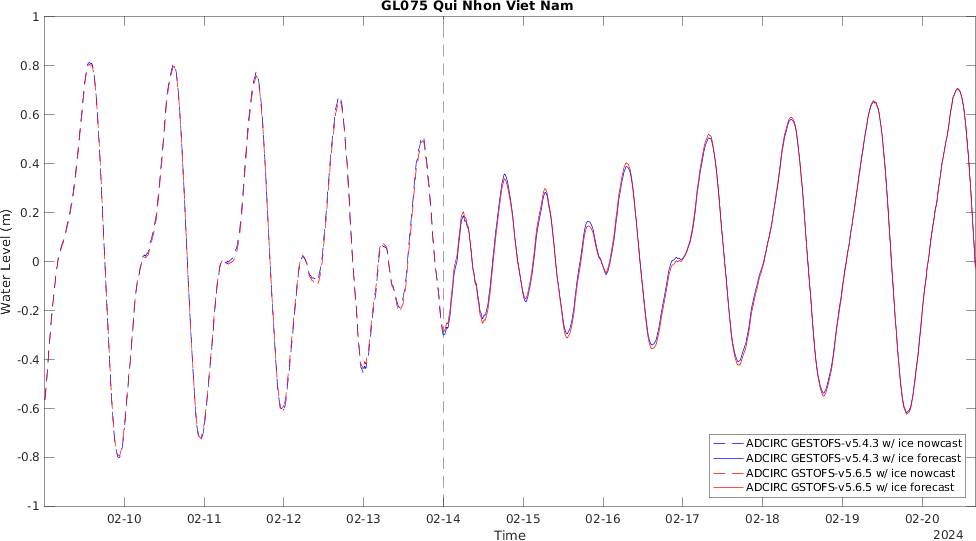 GL075 Qui Nhon Viet Nam
1
0.8
0.6
0.4
0.2
0
-0.2
-0.4
-0.6
-0.8
-1
Water Level (m)
02-10 02-11 02-12 02-13 02-14 02-15 02-16 02-17 02-18 02-19 02-20
Time
2024
ADCIRC GESTOFS-v5.4.3 w/ ice nowcast
ADCIRC GESTOFS-v5.4.3 w/ ice forecast
ADCIRC GSTOFS-v5.6.5 w/ ice nowcast
ADCIRC GSTOFS-v5.6.5 w/ ice forecast